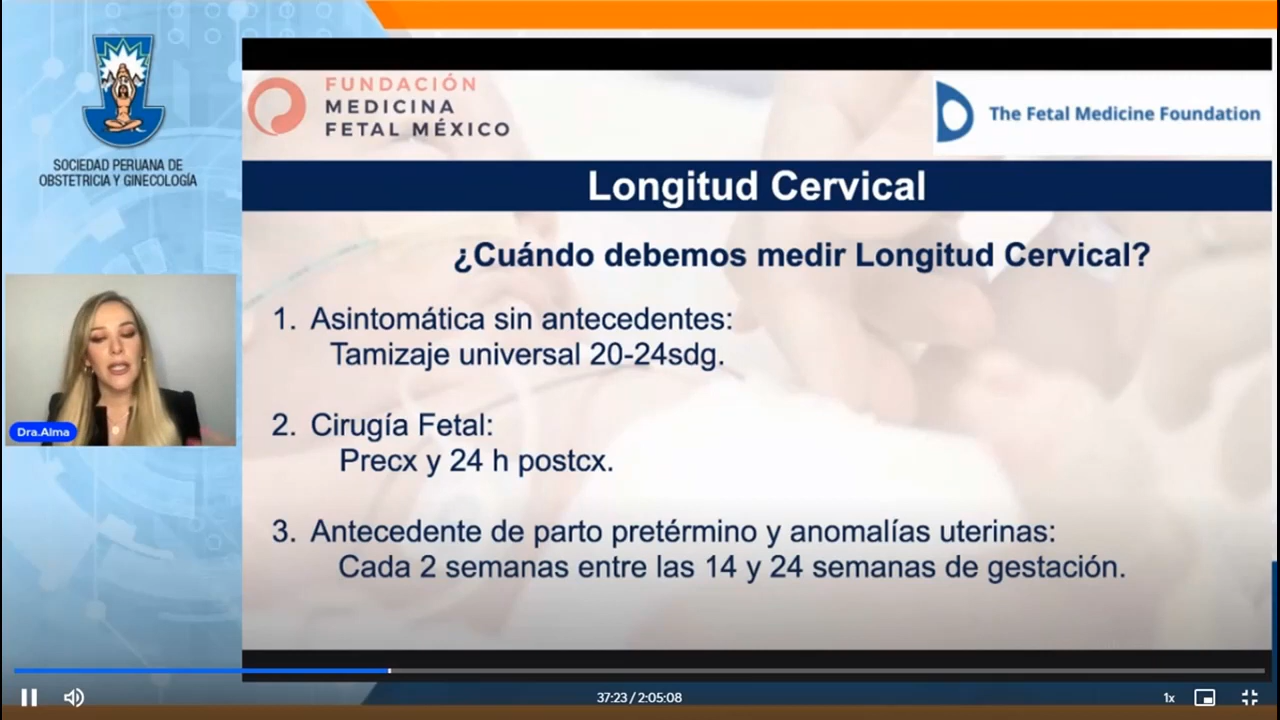 SOCIEDAD PERUANA DE
OBSTETRICIA Y GINECOLOGÍA
FUNDACIÓN
MEDICINA
FETAL MÉXICO
The Fetal Medicine Foundation
Longitud Cervical
¿Cuándo debemos medir Longitud Cervical?
1. Asintomática sin antecedentes:
Tamizaje universal 20-24sdg.
2. Cirugía Fetal:
Precx y 24 h postcx.
3. Antecedente de parto pretérmino y anomalías uterinas:
Cada 2 semanas entre las 14 y 24 semanas de gestación.
Dra.Alma
37:23 / 2:05:08
1x